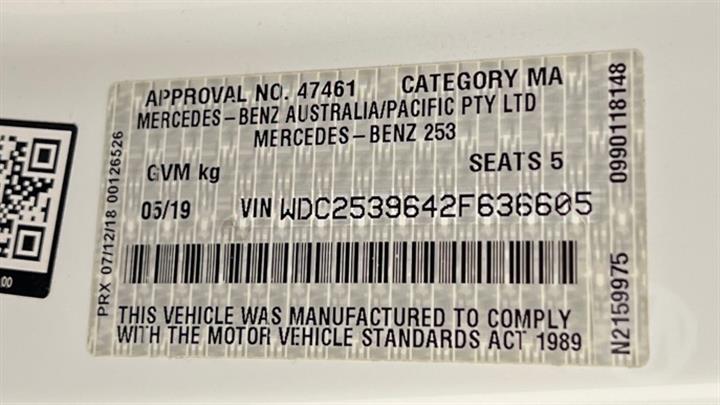 APPROVAL NO. 47461 CATEGORY MA
MERCEDES-BENZ AUSTRALIA/PACIFIC PTY LTD
MERCEDES-BENZ 253
GVM kg SEATS 5
05/19 VIN WDC2539642F636605
THIS VEHICLE WAS MANUFACTURED TO COMPLY
WITH THE MOTOR VEHICLE STANDARDS ACT 1989
PRX 07/12/18 00126526
0990118148
N2159975
00